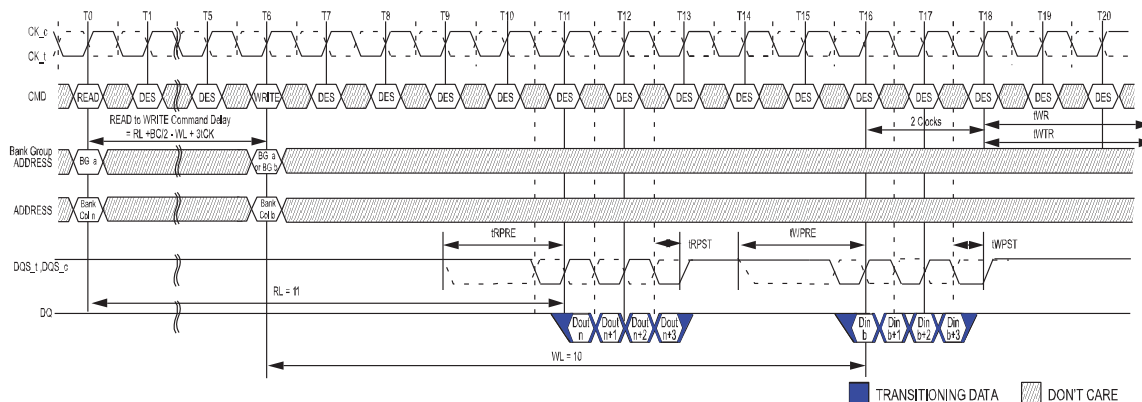 T0 T1 T5 T6 T7 T8 T9 T10 T11 T12 T13 T14 T15 T16 T17 T18 T19 T20
CK_c
CK_t
CMD READ DES DES WRITE DES DES DES DES DES DES DES DES DES DES DES DES DES DES
READ to WRITE Command Delay
= RL +BC/2 - WL + 3tCK
2 Clocks
tWR
tWTR
Bank Group
ADDRESS
BG a
BG a
or BG b
ADDRESS
Bank
Col n
Bank
Col b
tRPRE tRPST tWPRE tWPST
DQS_t,DQS_c
RL = 11
DQ
Dout
n
Dout
n+1
Dout
n+2
Dout
n+3
Din
b
Din
b+1
Din
b+2
Din
b+3
WL = 10
TRANSITIONING DATA DON'T CARE